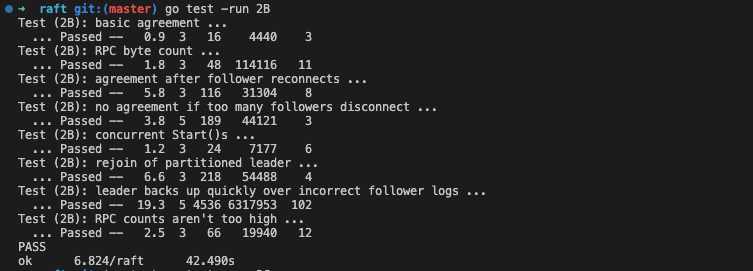 ➜ raft git:(master) go test -run 2B
Test (2B): basic agreement ...
... Passed -- 0.9 3 16 4440 3
Test (2B): RPC byte count ...
... Passed -- 1.8 3 48 114116 11
Test (2B): agreement after follower reconnects ...
... Passed -- 5.8 3 116 31304 8
Test (2B): no agreement if too many followers disconnect ...
... Passed -- 3.8 5 189 44121 3
Test (2B): concurrent Start()s ...
... Passed -- 1.2 3 24 7177 6
Test (2B): rejoin of partitioned leader ...
... Passed -- 6.6 3 218 54488 4
Test (2B): leader backs up quickly over incorrect follower logs ...
... Passed -- 19.3 5 4536 6317953 102
Test (2B): RPC counts aren't too high ...
... Passed -- 2.5 3 66 19940 12
PASS
ok 6.824/raft 42.490s